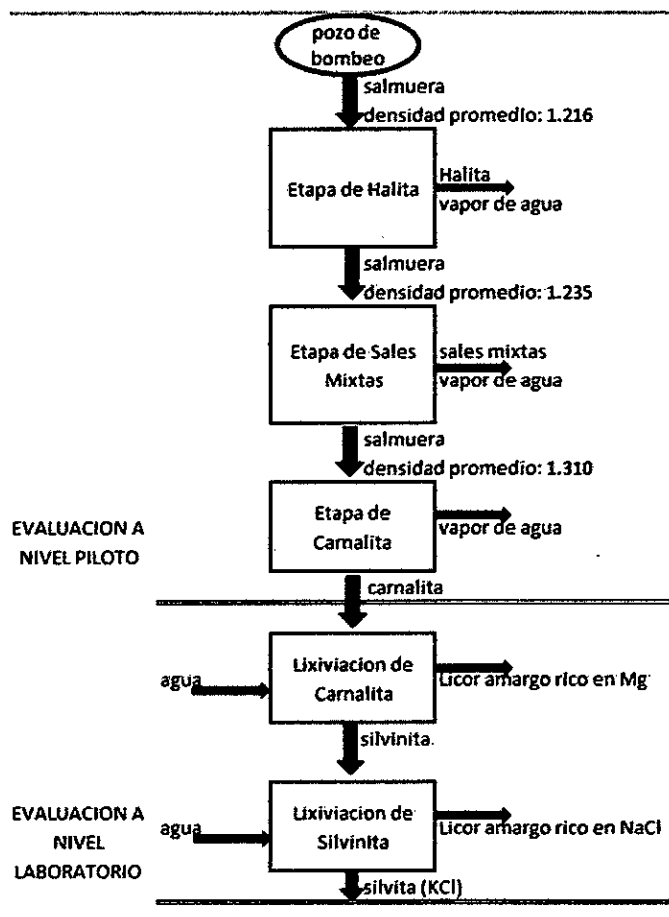 pozo de
bombeo
salmuera
densidad promedio: 1.216
Etapa de Halita
Halita
vapor de agua
salmuera
densidad promedio: 1.235
Etapa de Sales
Mixtas
sales mixtas
vapor de agua
salmuera
densidad promedio: 1.310
Etapa de
Carnalita
vapor de agua
EVALUACION A
NIVEL PILOTO
carnalita
agua
Lixiviacion de
Carnalita
Licor amargo rico en Mg
silvinita
EVALUACION A
NIVEL
LABORATORIO
agua
Lixiviacion de
Silvinita
Licor amargo rico en NaCl
silvita (KCl)